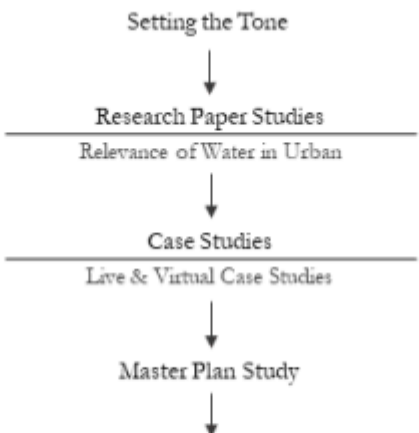 Setting the Tone
Research Paper Studies
Relevance of Water in Urban
Case Studies
Live & Virtual Case Studies
Master Plan Study